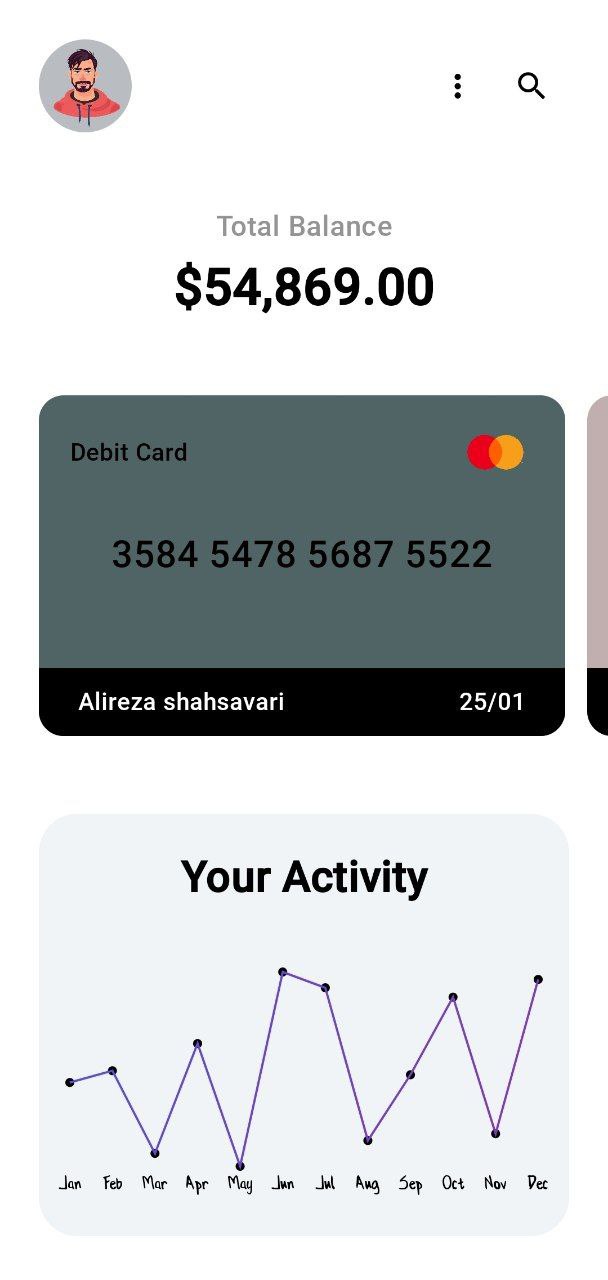 Total Balance
$54,869.00
Debit Card
3584 5478 5687 5522
Alireza shahsavari 25/01
Your Activity
Jan Feb Mar Apr May Jun Jul Aug Sep Oct Nov Dec